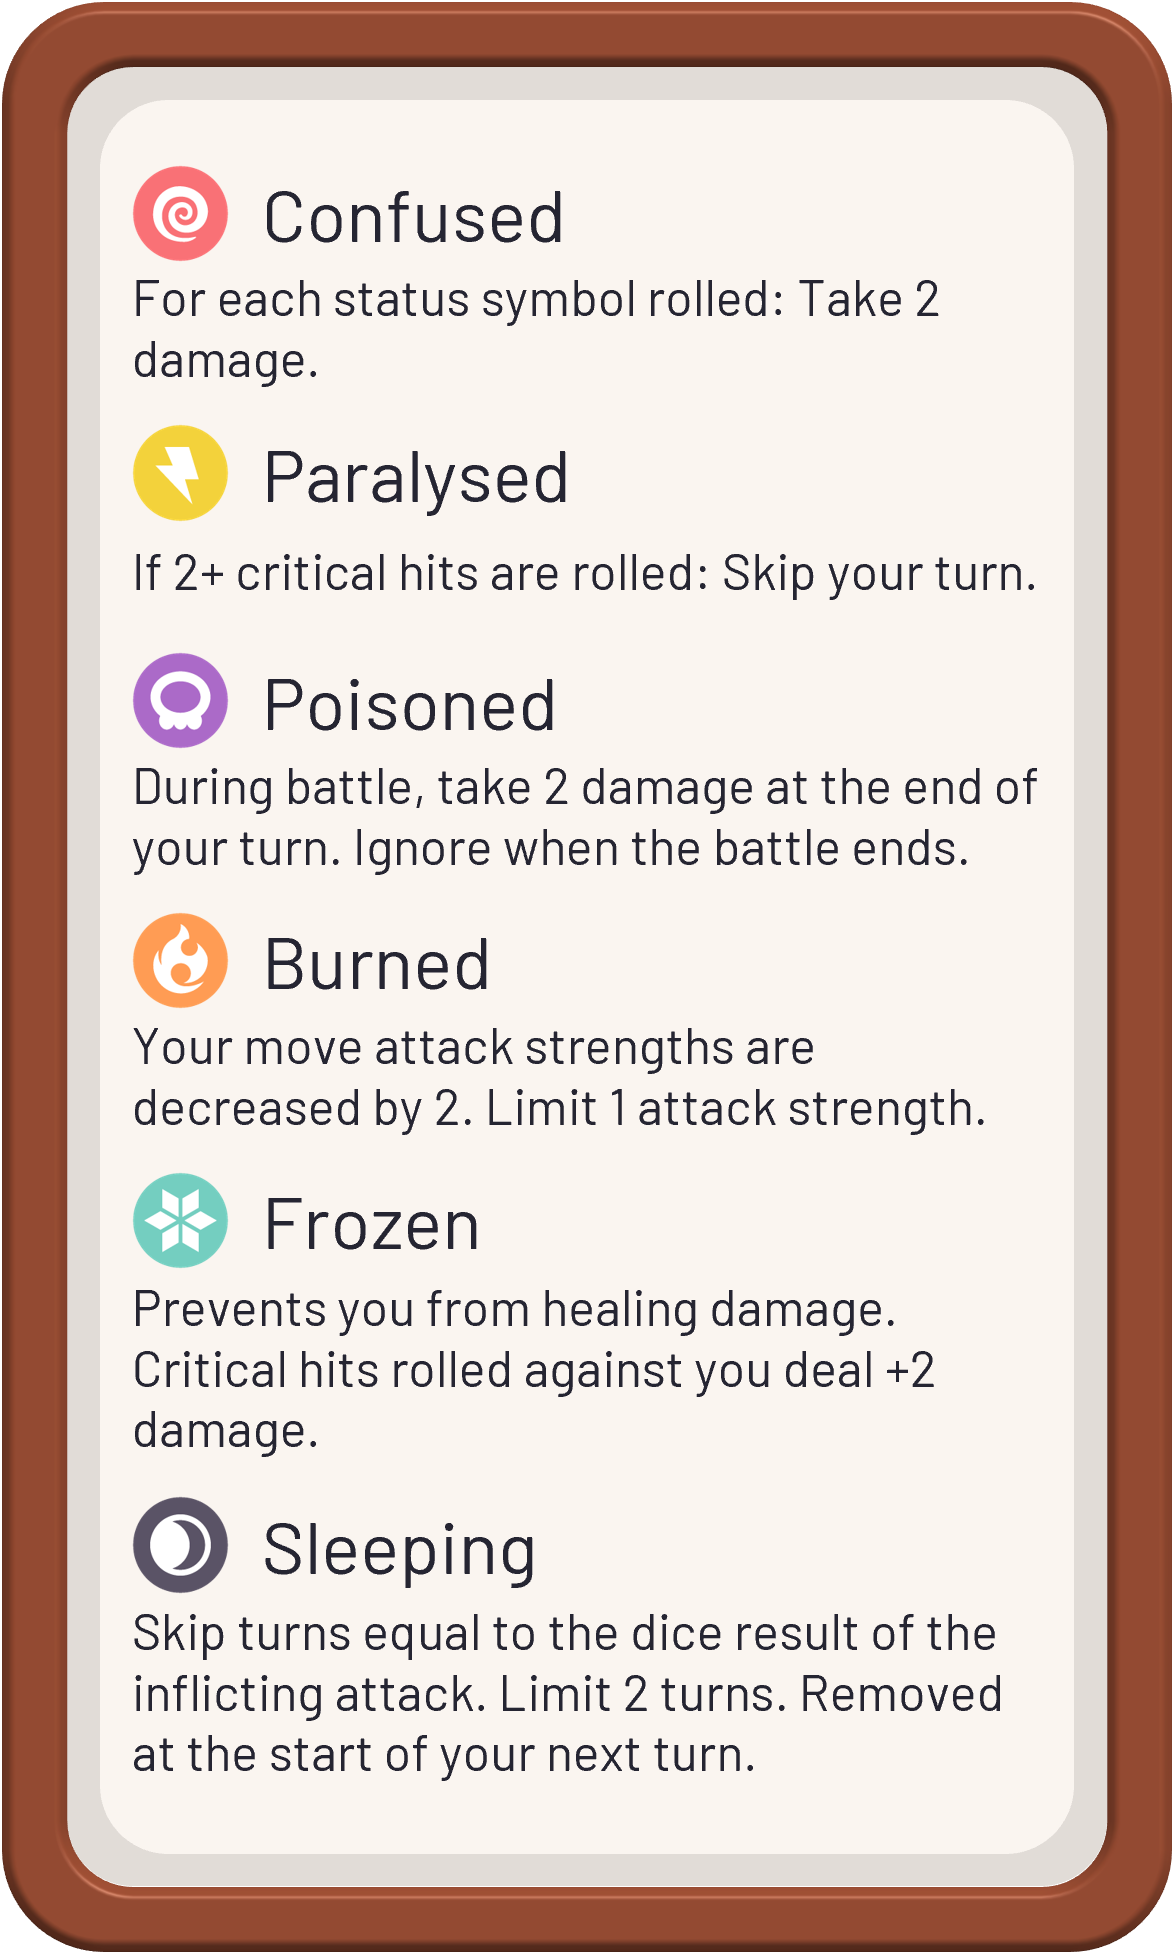 Confused
For each status symbol rolled: Take 2
damage.
Paralysed
If 2+ critical hits are rolled: Skip your turn.
Poisoned
During battle, take 2 damage at the end of
your turn. Ignore when the battle ends.
Burned
Your move attack strengths are
decreased by 2. Limit 1 attack strength.
Frozen
Prevents you from healing damage.
Critical hits rolled against you deal +2
damage.
Sleeping
Skip turns equal to the dice result of the
inflicting attack. Limit 2 turns. Removed
at the start of your next turn.